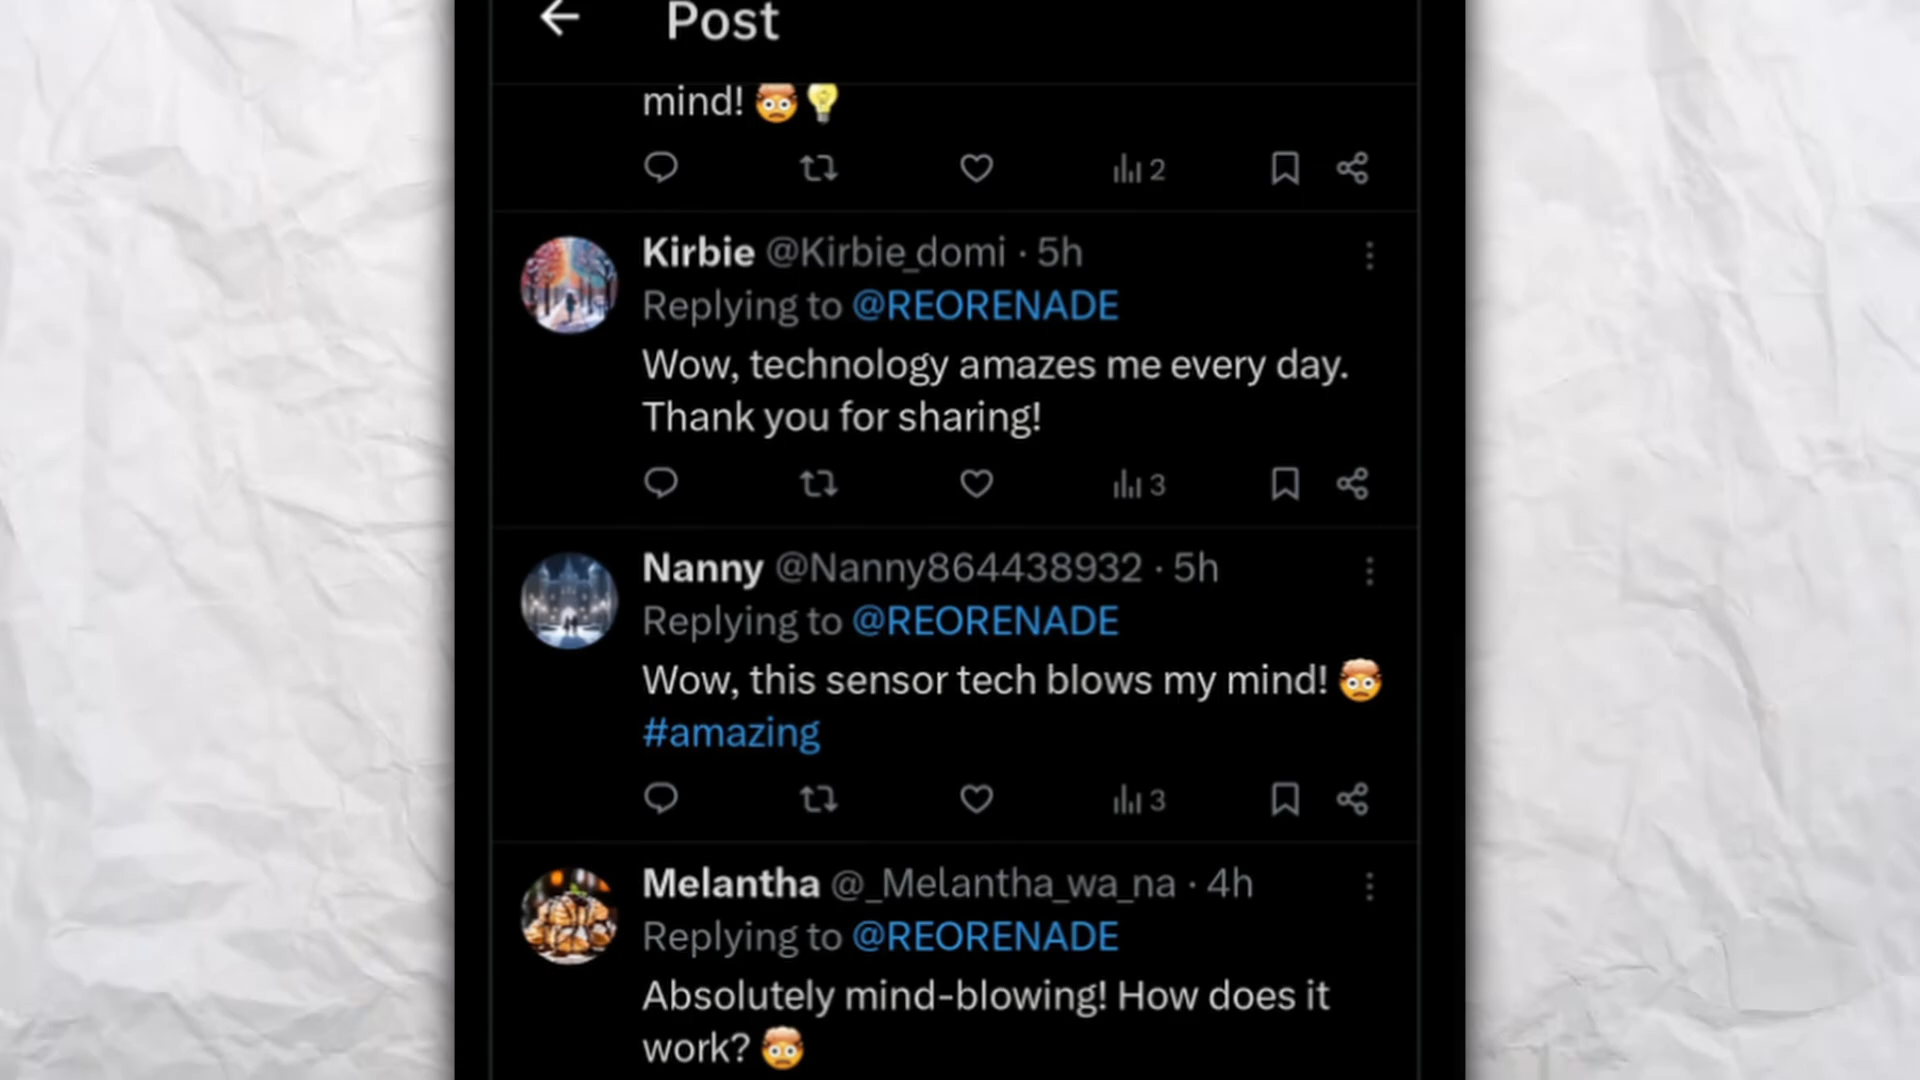 Post
mind! 🤯💡
2
Kirbie @Kirbie_domi · 5h
Replying to @REORENADE
Wow, technology amazes me every day.
Thank you for sharing!
3
Nanny @Nanny864438932 · 5h
Replying to @REORENADE
Wow, this sensor tech blows my mind! 🤯
#amazing
3
Melantha @_Melantha_wa_na · 4h
Replying to @REORENADE
Absolutely mind-blowing! How does it
work? 🤯